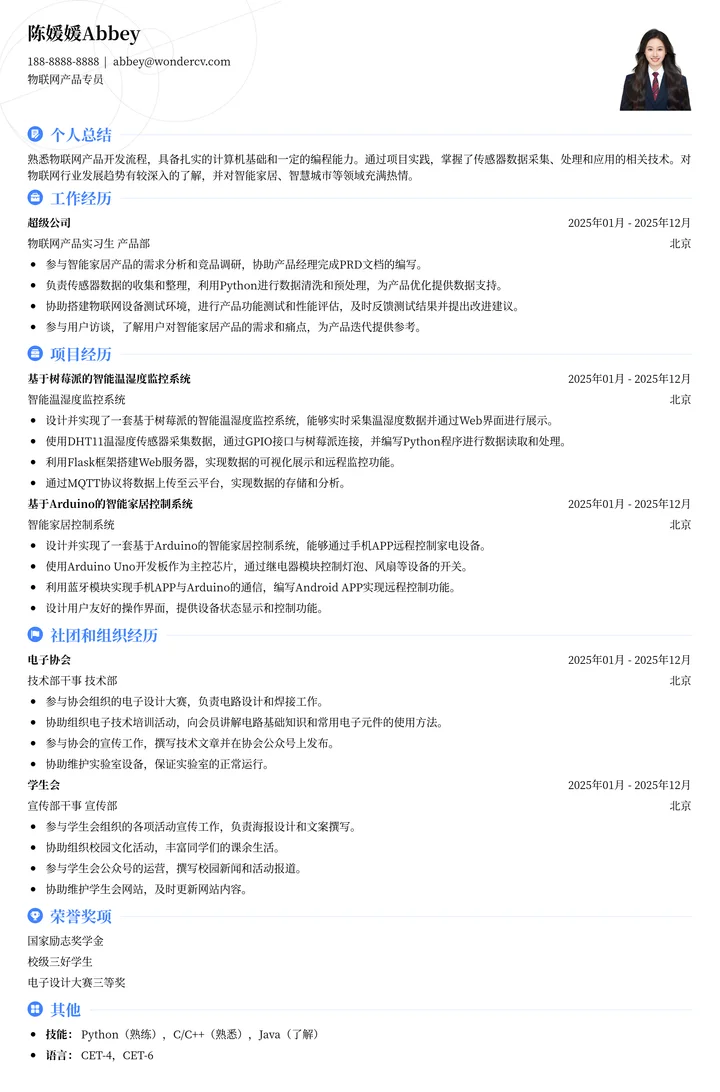 陈媛媛Abbey
188-8888-8888 | abbey@wondercv.com
物联网产品专员
个人总结
熟悉物联网产品开发流程，具备扎实的计算机基础和一定的编程能力。通过项目实践，掌握了传感器数据采集、处理和应用的相关技术。对
物联网行业发展趋势有较深入的了解，并对智能家居、智慧城市等领域充满热情。
工作经历
超级公司 2025年01月 - 2025年12月
物联网产品实习生 产品部 北京
• 参与智能家居产品的需求分析和竞品调研，协助产品经理完成PRD文档的编写。
• 负责传感器数据的收集和整理，利用Python进行数据清洗和预处理，为产品优化提供数据支持。
• 协助搭建物联网设备测试环境，进行产品功能测试和性能评估，及时反馈测试结果并提出改进建议。
• 参与用户访谈，了解用户对智能家居产品的需求和痛点，为产品迭代提供参考。
项目经历
基于树莓派的智能温湿度监控系统 2025年01月 - 2025年12月
智能温湿度监控系统 北京
• 设计并实现了一套基于树莓派的智能温湿度监控系统，能够实时采集温湿度数据并通过Web界面进行展示。
• 使用DHT11温湿度传感器采集数据，通过GPIO接口与树莓派连接，并编写Python程序进行数据读取和处理。
• 利用Flask框架搭建Web服务器，实现数据的可视化展示和远程监控功能。
• 通过MQTT协议将数据上传至云平台，实现数据的存储和分析。
基于Arduino的智能家居控制系统 2025年01月 - 2025年12月
智能家居控制系统 北京
• 设计并实现了一套基于Arduino的智能家居控制系统，能够通过手机APP远程控制家电设备。
• 使用Arduino Uno开发板作为主控芯片，通过继电器模块控制灯泡、风扇等设备的开关。
• 利用蓝牙模块实现手机APP与Arduino的通信，编写Android APP实现远程控制功能。
• 设计用户友好的操作界面，提供设备状态显示和控制功能。
社团和组织经历
电子协会 2025年01月 - 2025年12月
技术部干事 技术部 北京
• 参与协会组织的电子设计大赛，负责电路设计和焊接工作。
• 协助组织电子技术培训活动，向会员讲解电路基础知识和常用电子元件的使用方法。
• 参与协会的宣传工作，撰写技术文章并在协会公众号上发布。
• 协助维护实验室设备，保证实验室的正常运行。
学生会 2025年01月 - 2025年12月
宣传部干事 宣传部 北京
• 参与学生会组织的各项活动宣传工作，负责海报设计和文案撰写。
• 协助组织校园文化活动，丰富同学们的课余生活。
• 参与学生会公众号的运营，撰写校园新闻和活动报道。
• 协助维护学生会网站，及时更新网站内容。
荣誉奖项
国家励志奖学金
校级三好学生
电子设计大赛三等奖
其他
• 技能： Python（熟练）, C/C++（熟悉）, Java（了解）
• 语言： CET-4，CET-6